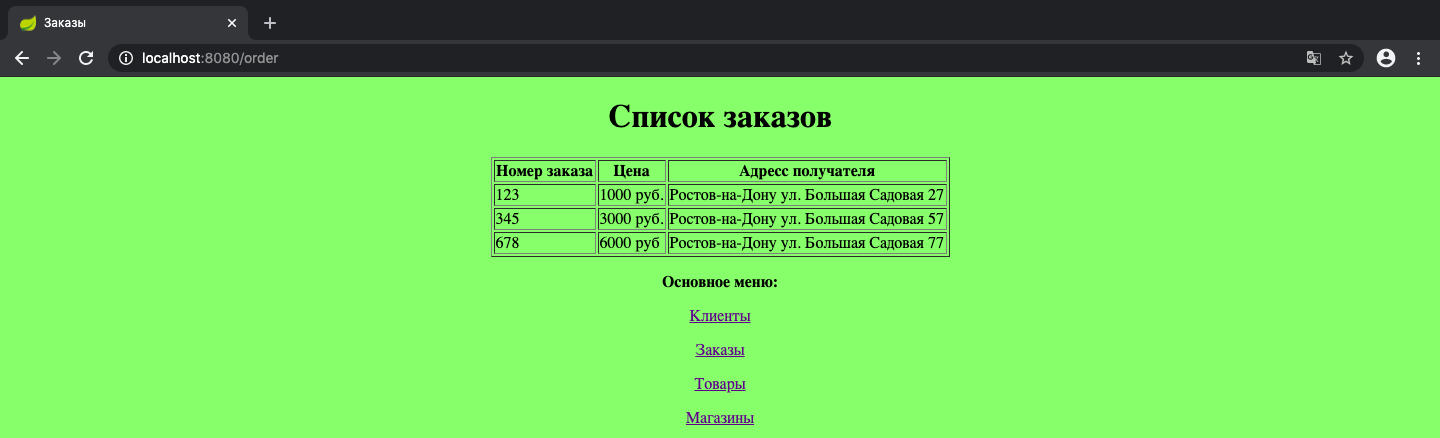 Заказы
localhost:8080/order
Список заказов
Номер заказа Цена Адресс получателя
123 1000 руб. Ростов-на-Дону ул. Большая Садовая 27
345 3000 руб. Ростов-на-Дону ул. Большая Садовая 57
678 6000 руб Ростов-на-Дону ул. Большая Садовая 77
Основное меню:
Клиенты
Заказы
Товары
Магазины